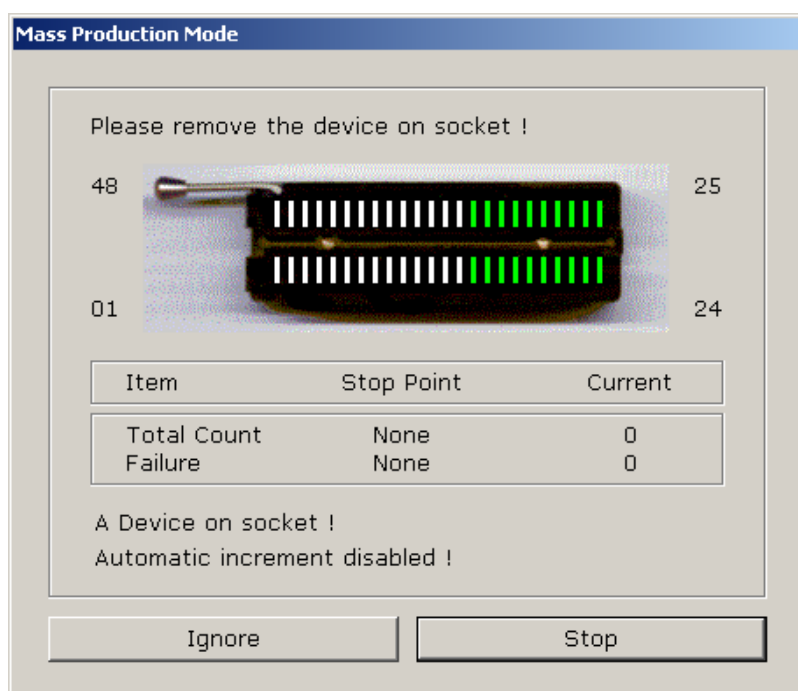 Mass Production Mode
Please remove the device on socket !
48 25
01 24
Item Stop Point Current
Total Count None 0
Failure None 0
A Device on socket !
Automatic increment disabled !
Ignore Stop